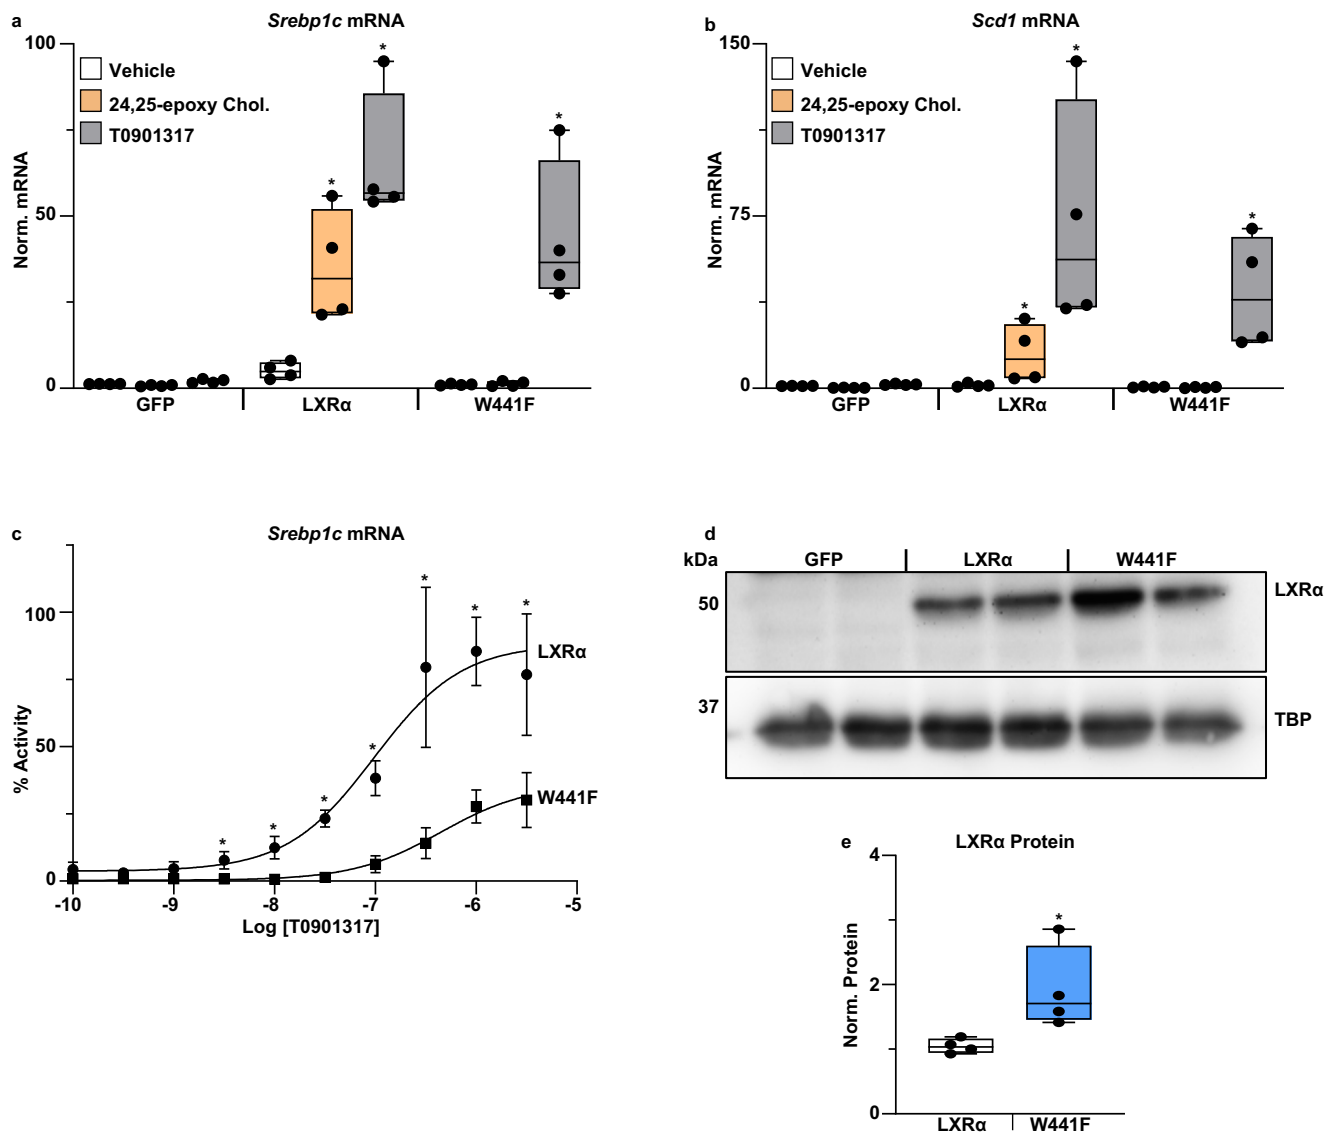 a
Srebp1c mRNA
100
50
0
Norm. mRNA
Vehicle
24,25-epoxy Chol.
T0901317
*
*
*
GFP
LXRα
W441F
b
Scd1 mRNA
150
75
0
Norm. mRNA
Vehicle
24,25-epoxy Chol.
T0901317
*
*
*
GFP
LXRα
W441F
c
Srebp1c mRNA
100
50
0
% Activity
*
*
*
*
*
*
*
LXRα
W441F
-10
-9
-8
-7
-6
-5
Log [T0901317]
d
kDa
GFP
LXRα
W441F
50
LXRα
37
TBP
e
LXRα Protein
4
2
0
Norm. Protein
*
LXRα
W441F